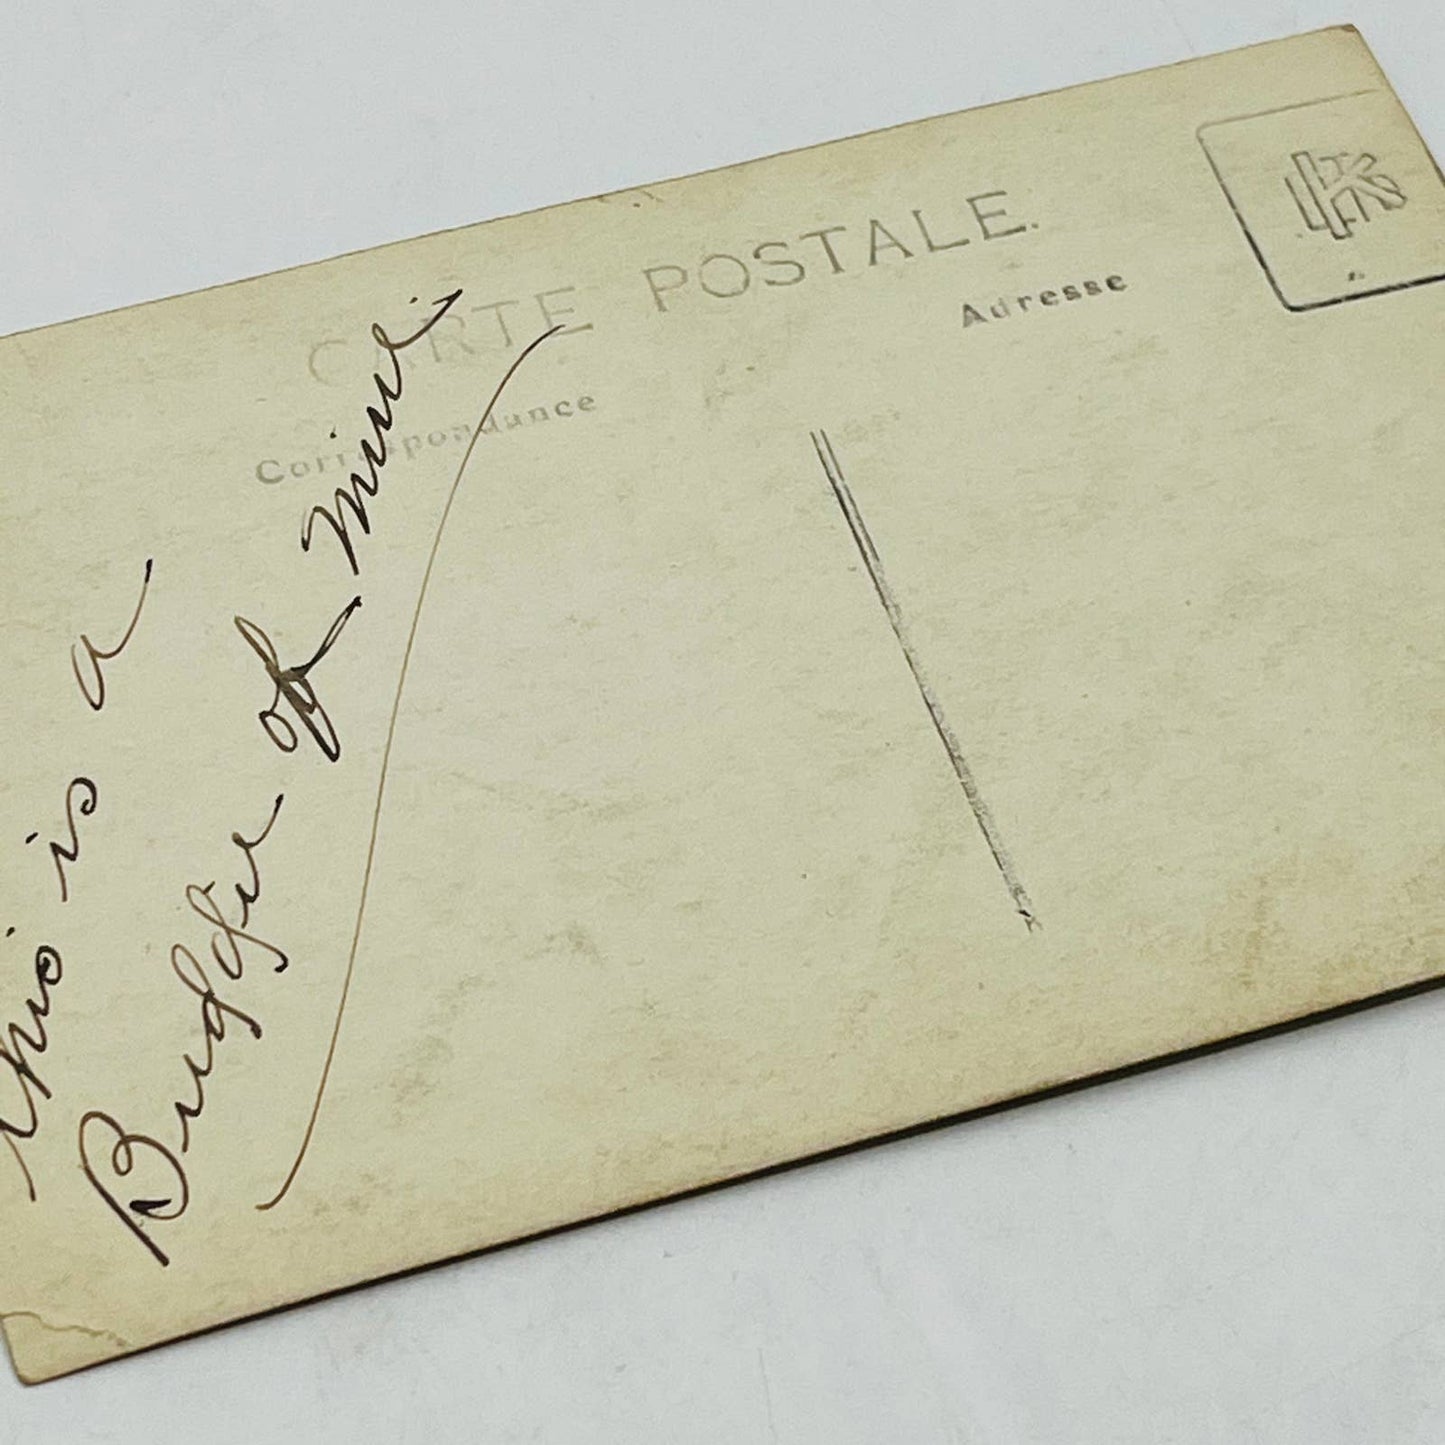 CARTE POSTALE.
Correspondance
Adresse
this is a
Buddie of Mine